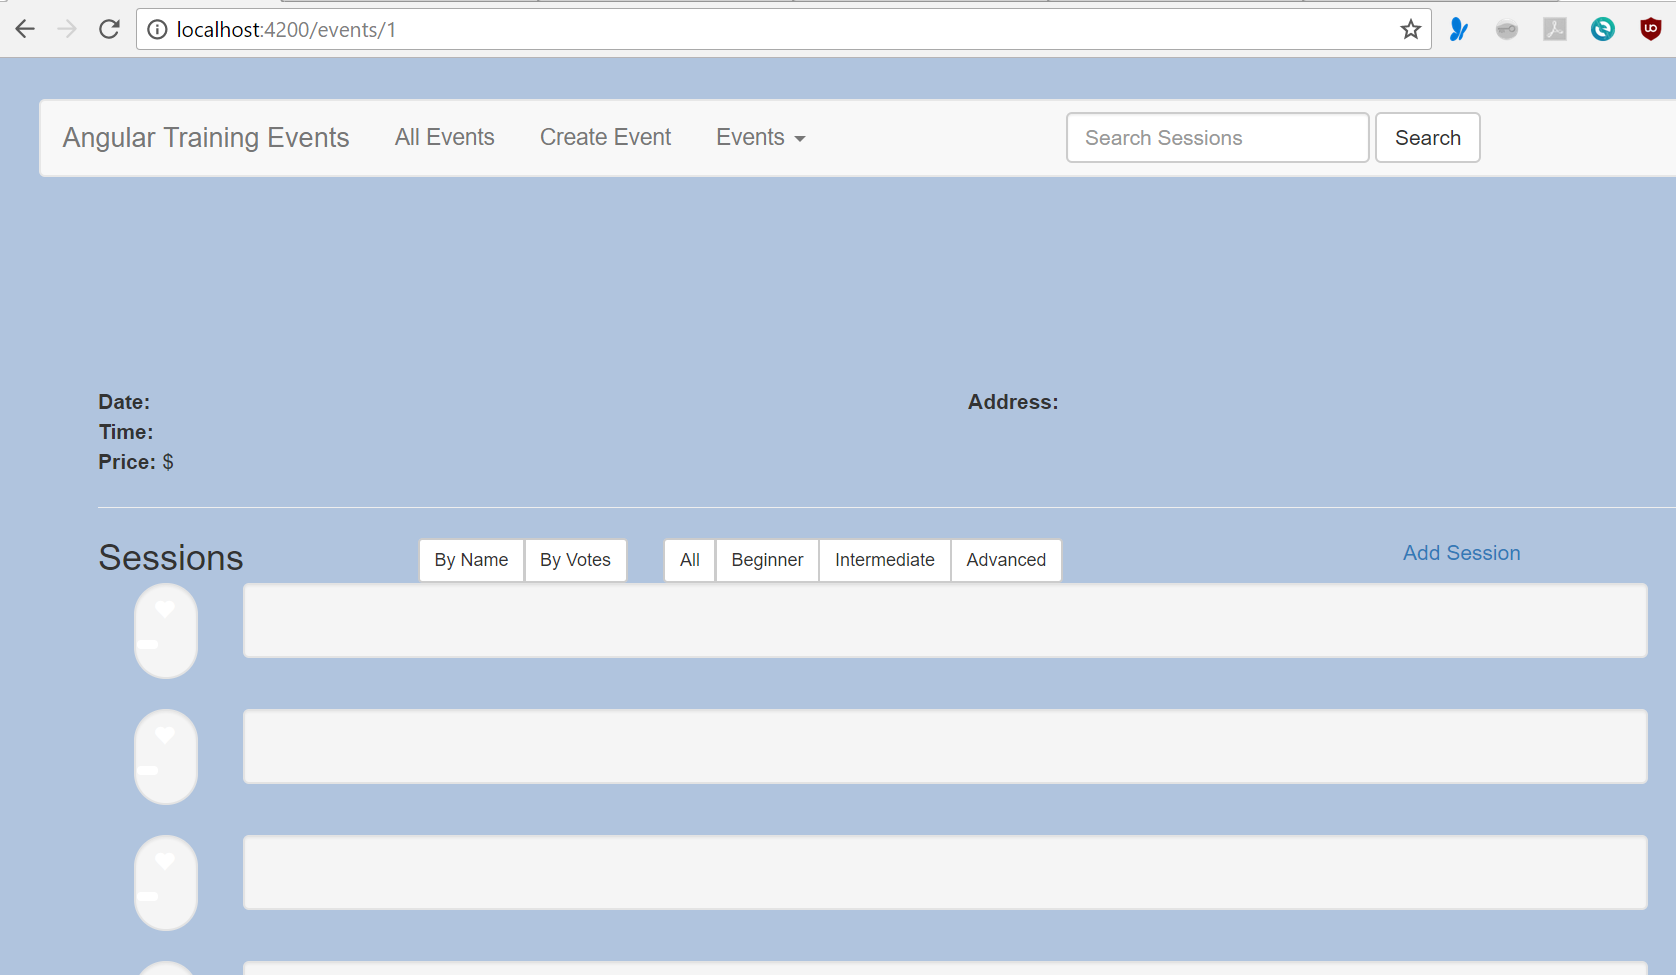 localhost:4200/events/1
Angular Training Events All Events Create Event Events Search Sessions Search
Date: Address:
Time:
Price: $
Sessions By Name By Votes All Beginner Intermediate Advanced Add Session